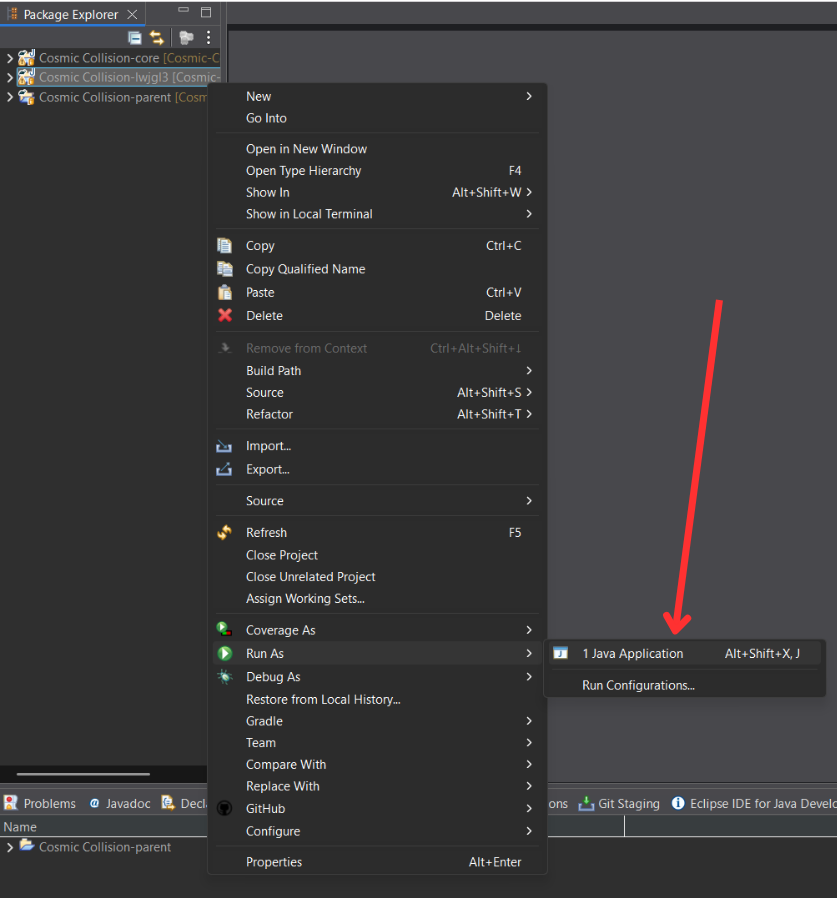 Package Explorer
Cosmic Collision-core [Cosmic-C
Cosmic Collision-lwjgl3 [Cosmic-
Cosmic Collision-parent [Cosm
New
Go Into
Open in New Window
Open Type Hierarchy F4
Show In Alt+Shift+W
Show in Local Terminal
Copy Ctrl+C
Copy Qualified Name
Paste Ctrl+V
Delete Delete
Remove from Context Ctrl+Alt+Shift+↓
Build Path
Source Alt+Shift+S
Refactor Alt+Shift+T
Import...
Export...
Source
Refresh F5
Close Project
Close Unrelated Project
Assign Working Sets...
Coverage As
Run As
1 Java Application Alt+Shift+X, J
Debug As
Run Configurations...
Restore from Local History...
Gradle
Team
Compare With
Replace With
GitHub
Configure
Properties Alt+Enter
Problems @ Javadoc Decla ons Git Staging Eclipse IDE for Java Develo
Name
Cosmic Collision-parent